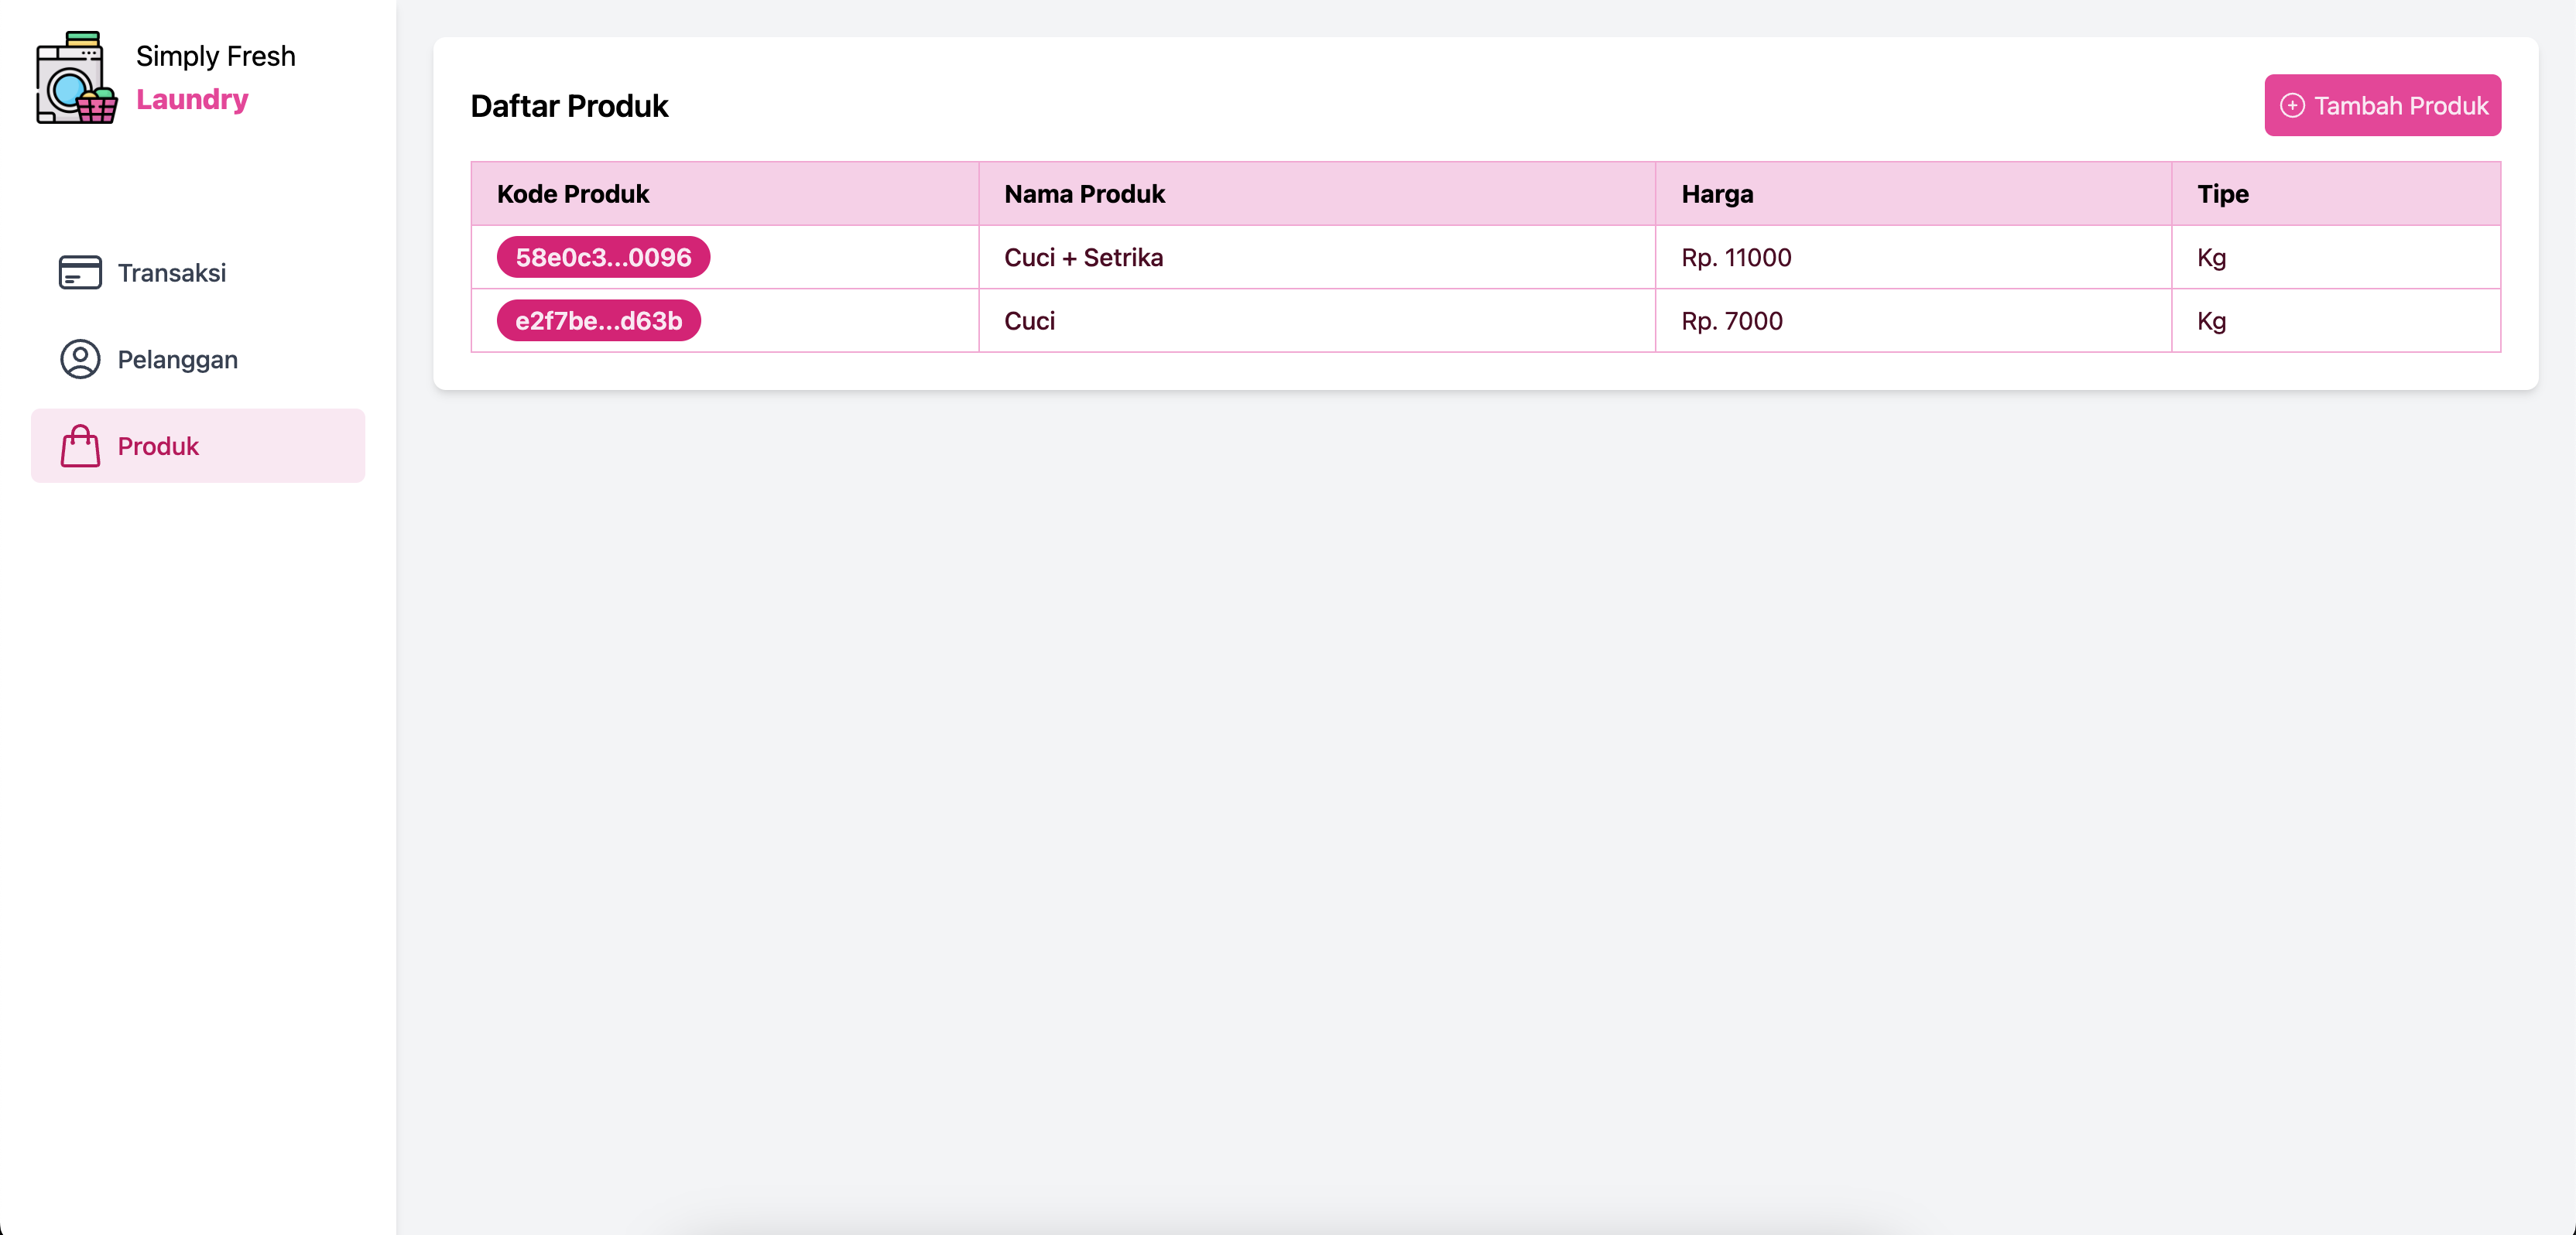 Simply Fresh
Laundry
Transaksi
Pelanggan
Produk
Daftar Produk
Tambah Produk
Kode Produk Nama Produk Harga Tipe
58e0c3...0096 Cuci + Setrika Rp. 11000 Kg
e2f7be...d63b Cuci Rp. 7000 Kg